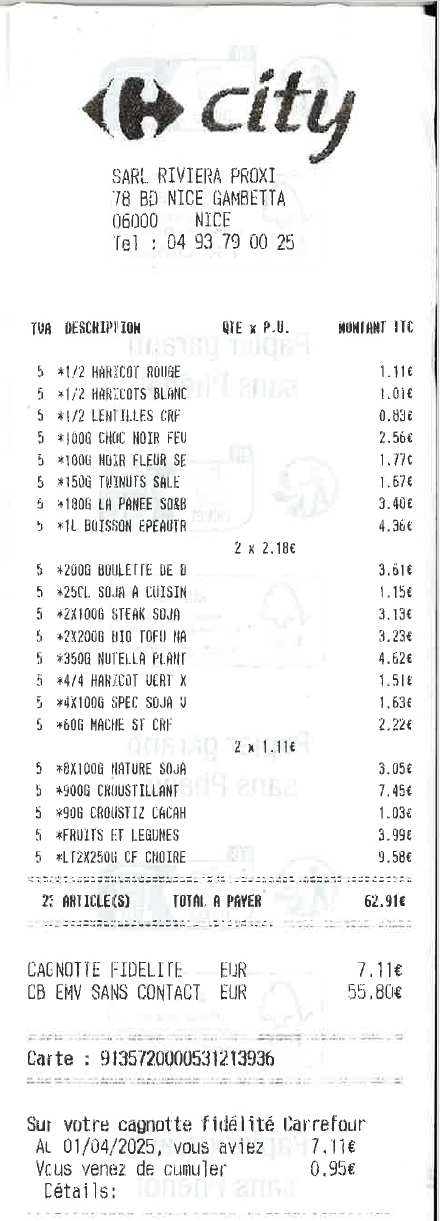 city
SARL RIVIERA PROXI
78 BD NICE GAMBETTA
06000 NICE
Tel : 04 93 79 00 25
TVA DESCRIPTION QTE x P.U. MONTANT TTC
5 *1/2 HARICOT ROUGE 1.11€
5 *1/2 HARICOTS BLANC 1.01€
5 *1/2 LENTILLES CRF 0.83€
5 *100G CHOC NOIR FEU 2.56€
5 *100G NOIR FLEUR SE 1.77€
5 *150G TWINUTS SALE 1.67€
5 *180G LA PANEE SO&B 3.40€
5 *1L BOISSON EPEAUTR 4.36€
2 x 2.18€
5 *200G BOULETTE DE B 3.61€
5 *25CL SOJA A CUISIN 1.15€
5 *2X100G STEAK SOJA 3.13€
5 *2X200G BIO TOFU NA 3.23€
5 *350G NUTELLA PLANT 4.62€
5 *4/4 HARICOT VERT X 1.51€
5 *4X100G SPEC SOJA V 1.63€
5 *60G MACHE ST CRF 2.22€
2 x 1.11€
5 *8X100G NATURE SOJA 3.05€
5 *900G CROUSTILLANT 7.45€
5 *90G CROUSTIZ CACAH 1.03€
5 *FRUITS ET LEGUMES 3.99€
5 *LT2X250G CF CNOIRE 9.58€
23 ARTICLE(S) TOTAL A PAYER 62.91€
CAGNOTTE FIDELITE EUR 7.11€
CB EMV SANS CONTACT EUR 55.80€
Carte : 9135720000531213936
Sur votre cagnotte fidélité Carrefour
Au 01/04/2025, vous aviez 7.11€
Vous venez de cumuler 0.95€
Détails: